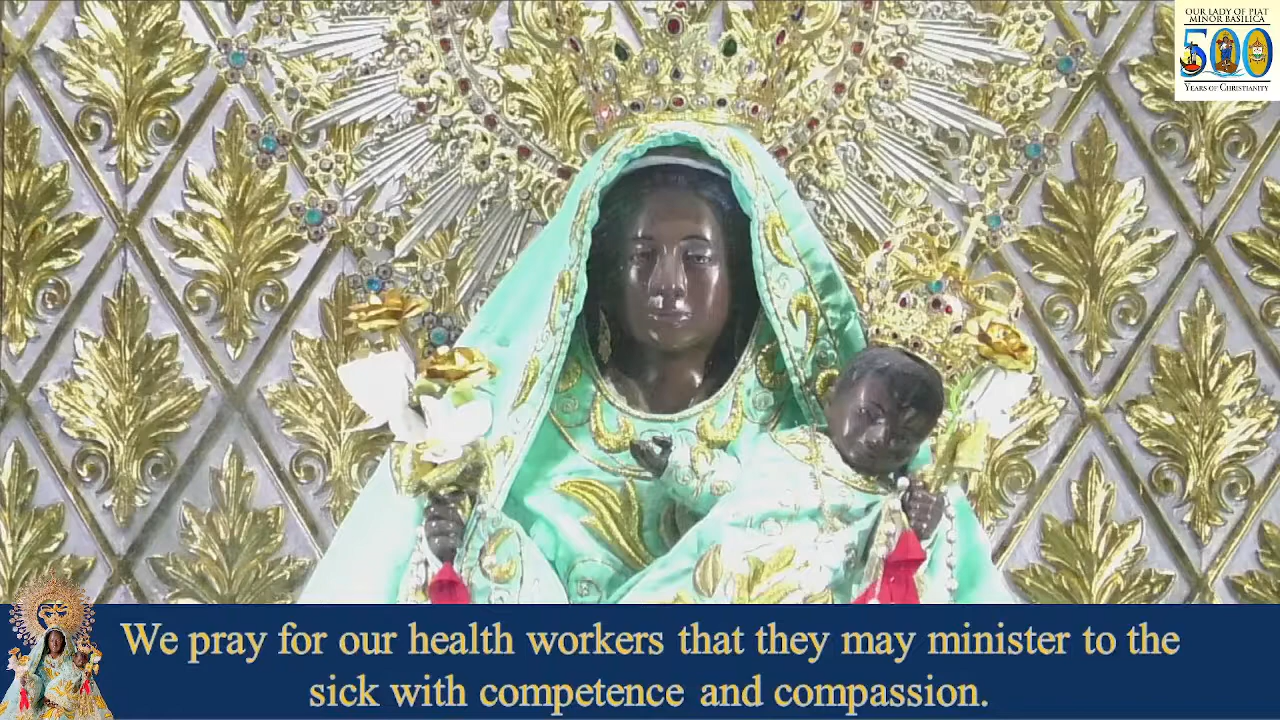 OUR LADY OF PIAT
MINOR BASILICA
500
YEARS OF CHRISTIANITY
We pray for our health workers that they may minister to the
sick with competence and compassion.